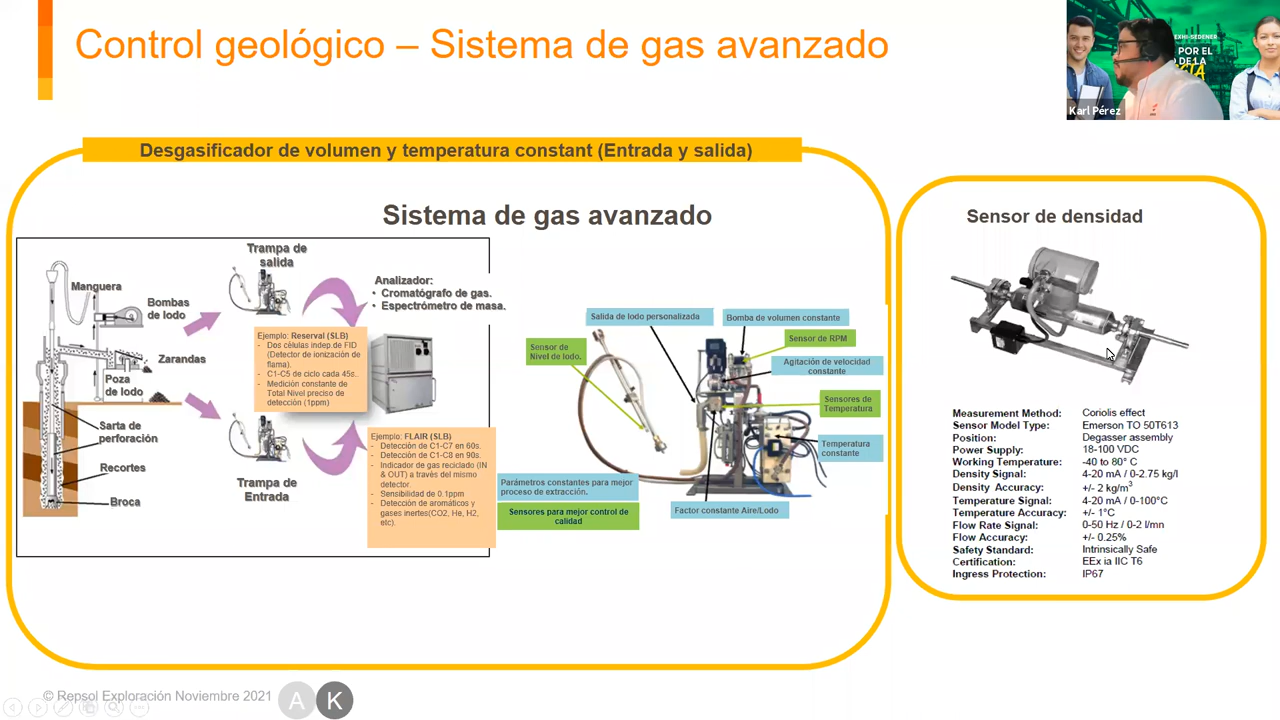 Control geológico – Sistema de gas avanzado
EXHI-SEDENER
POR EL
DE LA
Karl Pérez
Desgasificador de volumen y temperatura constant (Entrada y salida)
Sistema de gas avanzado
Trampa de
salida
Manguera
Bombas
de lodo
Zarandas
Poza
de lodo
Sarta de
perforación
Recortes
Broca
Trampa de
Entrada
Analizador:
• Cromatógrafo de gas.
• Espectrómetro de masa.
Ejemplo: Reserval (SLB)
- Dos células indep.de FID
(Detector de ionización de
flama).
- C1-C5 de ciclo cada 45s..
- Medición constante de
Total Nivel preciso de
detección (1ppm)
Ejemplo: FLAIR (SLB)
- Detección de C1-C7 en 60s.
- Detección de C1-C8 en 90s.
- Indicador de gas reciclado (IN
& OUT) a través del mismo
detector.
- Sensibilidad de 0.1ppm
- Detección de aromáticos y
gases inertes(CO2, He, H2,
etc).
Salida de lodo personalizada
Bomba de volumen constante
Sensor de
Nivel de lodo.
Sensor de RPM
Agitación de velocidad
constante
Sensores de
Temperatura
Temperatura
constante
Parámetros constantes para mejor
proceso de extracción.
Sensores para mejor control de
calidad
Factor constante Aire/Lodo
Sensor de densidad
Measurement Method: Coriolis effect
Sensor Model Type: Emerson TO 50T613
Position: Degasser assembly
Power Supply: 18-100 VDC
Working Temperature: -40 to 80° C
Density Signal: 4-20 mA / 0-2.75 kg/l
Density Accuracy: +/- 2 kg/m³
Temperature Signal: 4-20 mA / 0-100°C
Temperature Accuracy: +/- 1°C
Flow Rate Signal: 0-50 Hz / 0-2 l/mn
Flow Accuracy: +/- 0.25%
Safety Standard: Intrinsically Safe
Certification: EEx ia IIC T6
Ingress Protection: IP67
© Repsol Exploración Noviembre 2021
A K